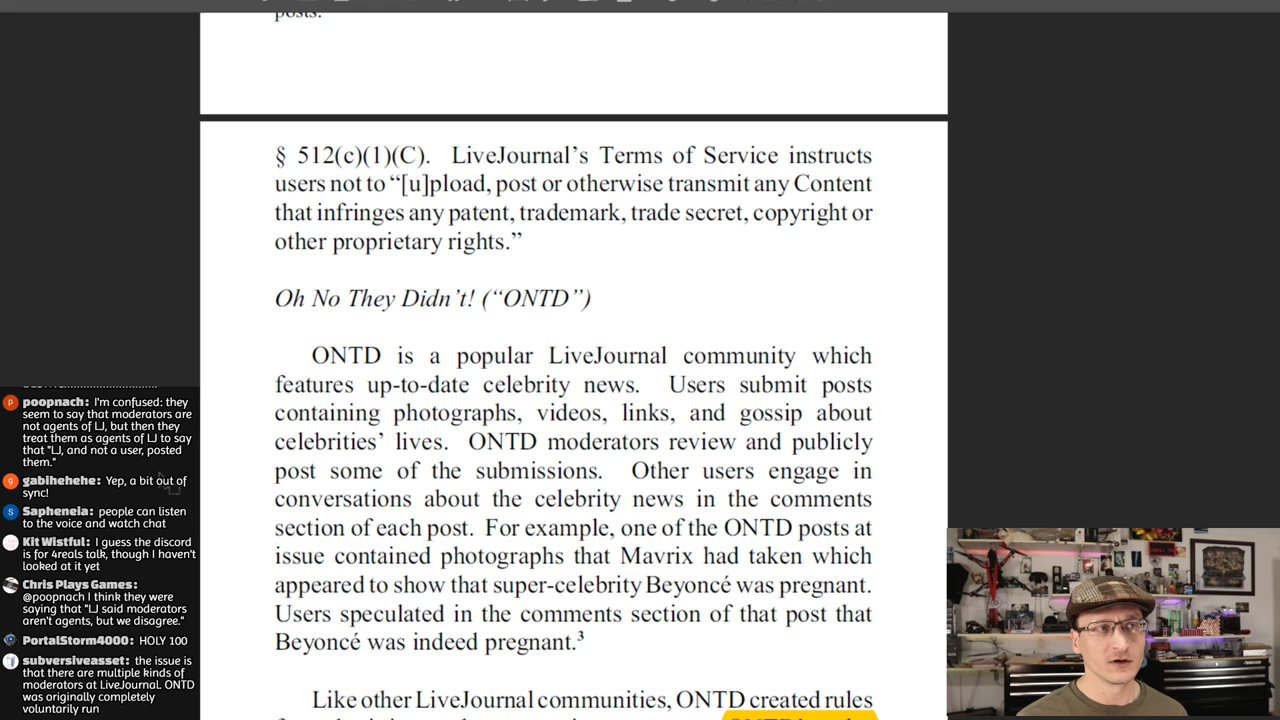 posts.
§ 512(c)(1)(C). LiveJournal’s Terms of Service instructs
users not to “[u]pload, post or otherwise transmit any Content
that infringes any patent, trademark, trade secret, copyright or
other proprietary rights.”
Oh No They Didn’t! (“ONTD”)
ONTD is a popular LiveJournal community which
features up-to-date celebrity news. Users submit posts
containing photographs, videos, links, and gossip about
celebrities’ lives. ONTD moderators review and publicly
post some of the submissions. Other users engage in
conversations about the celebrity news in the comments
section of each post. For example, one of the ONTD posts at
issue contained photographs that Mavrix had taken which
appeared to show that super-celebrity Beyoncé was pregnant.
Users speculated in the comments section of that post that
Beyoncé was indeed pregnant.³
Like other LiveJournal communities, ONTD created rules
poopnach: I'm confused: they
seem to say that moderators are
not agents of LJ, but then they
treat them as agents of LJ to say
that "LJ, and not a user, posted
them."
gabihehehe: Yep, a bit out of
sync!
Sapheneia: people can listen
to the voice and watch chat
Kit Wistful: I guess the discord
is for 4reals talk, though I haven't
looked at it yet
Chris Plays Games:
@poopnach I think they were
saying that "LJ said moderators
aren't agents, but we disagree."
PortalStorm4000: HOLY 100
subversiveasset: the issue is
that there are multiple kinds of
moderators at LiveJournal. ONTD
was originally completely
voluntarily run